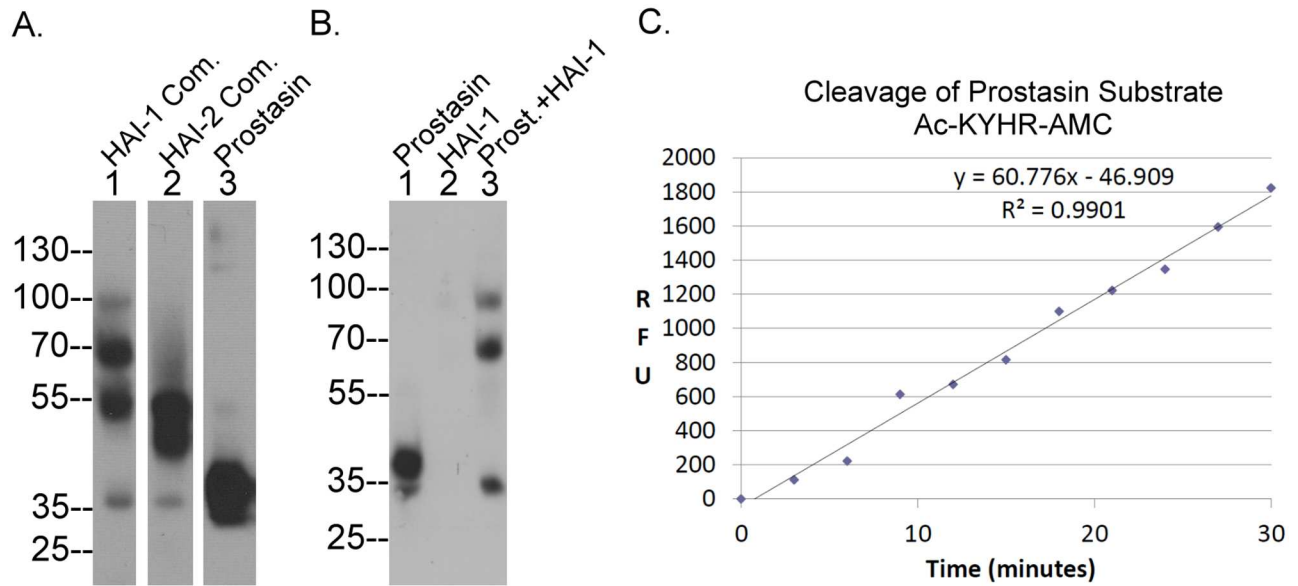 A.
HAI-1 Com.
HAI-2 Com.
Prostasin
1 2 3
130--
100--
70--
55--
35--
25--
B.
Prostasin
HAI-1
Prost.+HAI-1
1 2 3
130--
100--
70--
55--
35--
25--
C.
Cleavage of Prostasin Substrate
Ac-KYHR-AMC
y = 60.776x - 46.909
R² = 0.9901
R
F
U
2000
1800
1600
1400
1200
1000
800
600
400
200
0
0 10 20 30
Time (minutes)